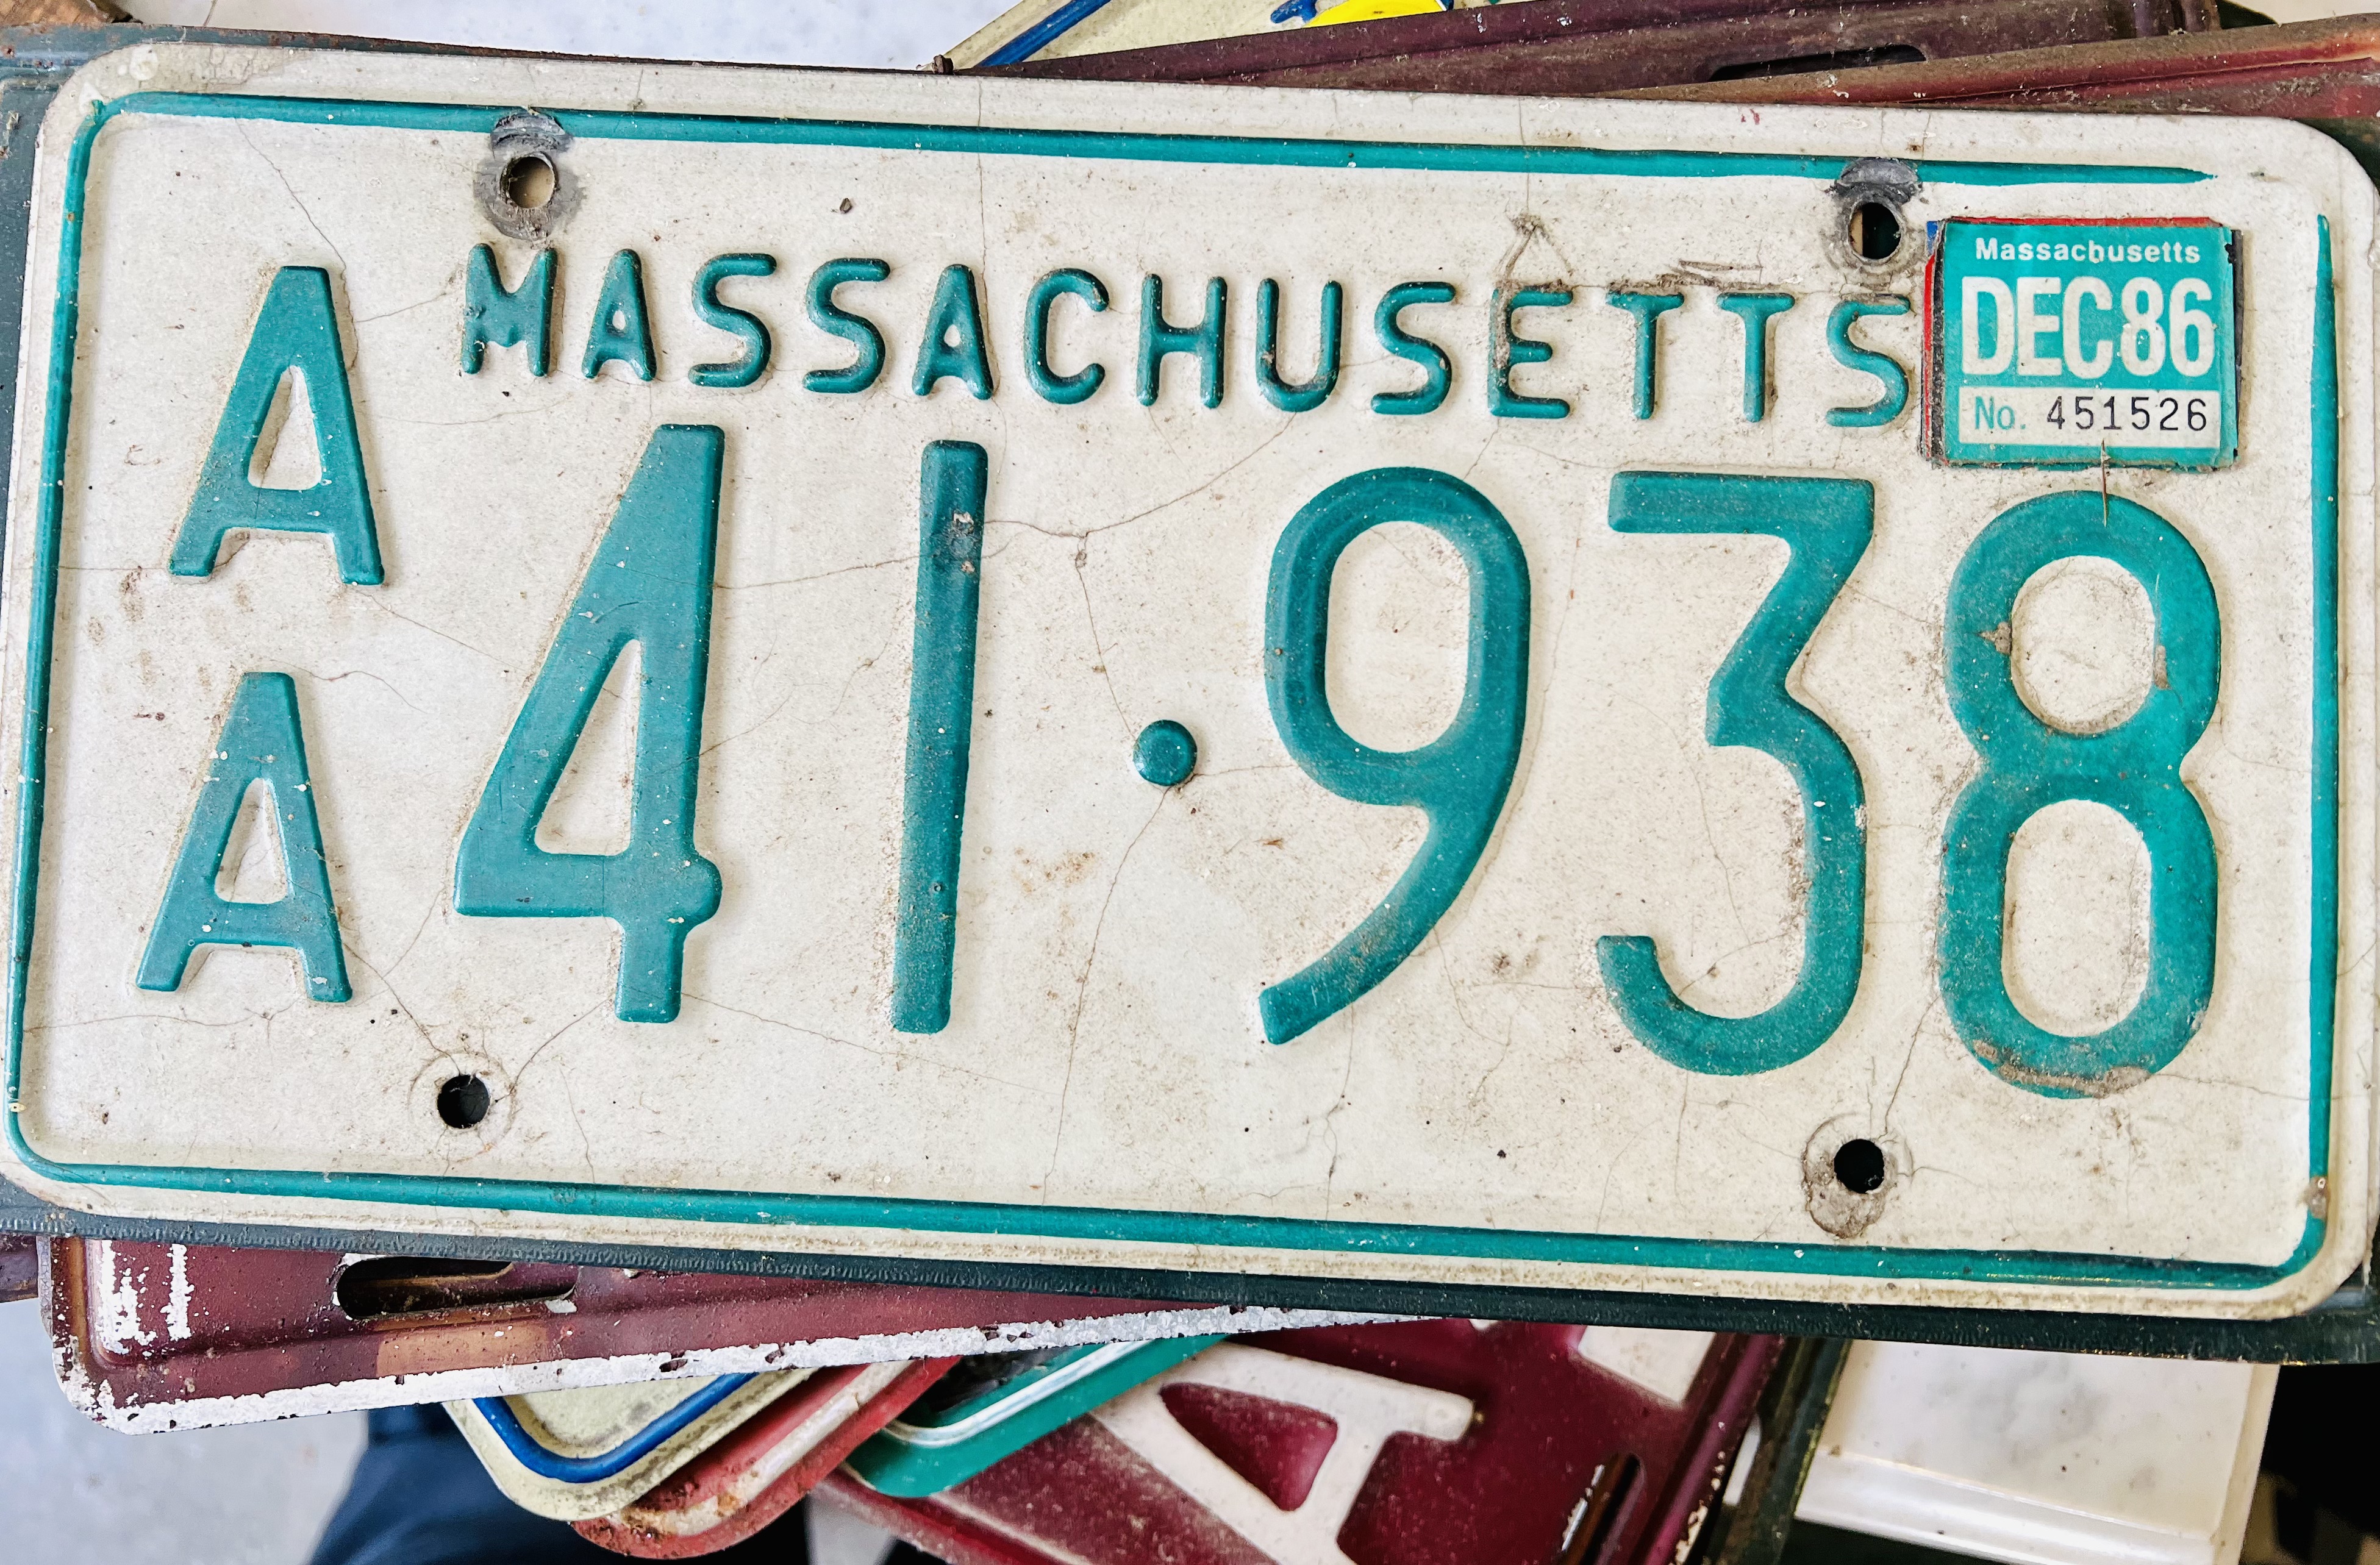 MASSACHUSETTS
Massachusetts
DEC86
No. 451526
A
A
41·938
A